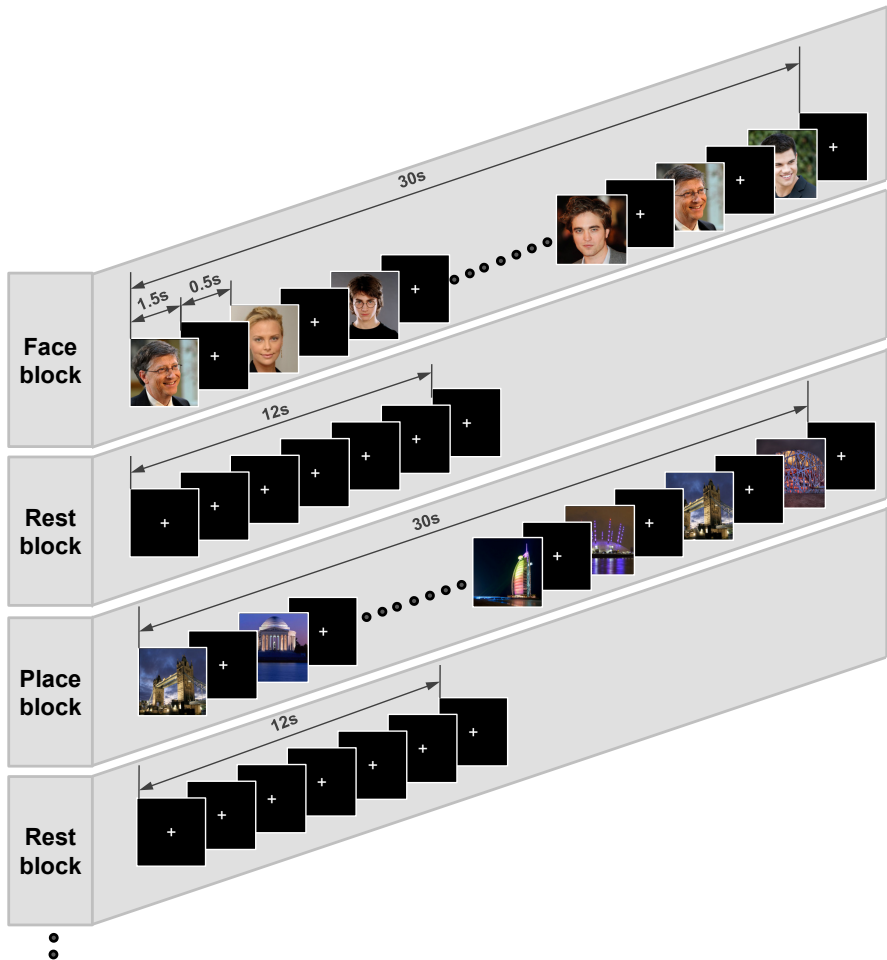 30s
1.5s
0.5s
Face
block
12s
Rest
block
30s
Place
block
12s
Rest
block